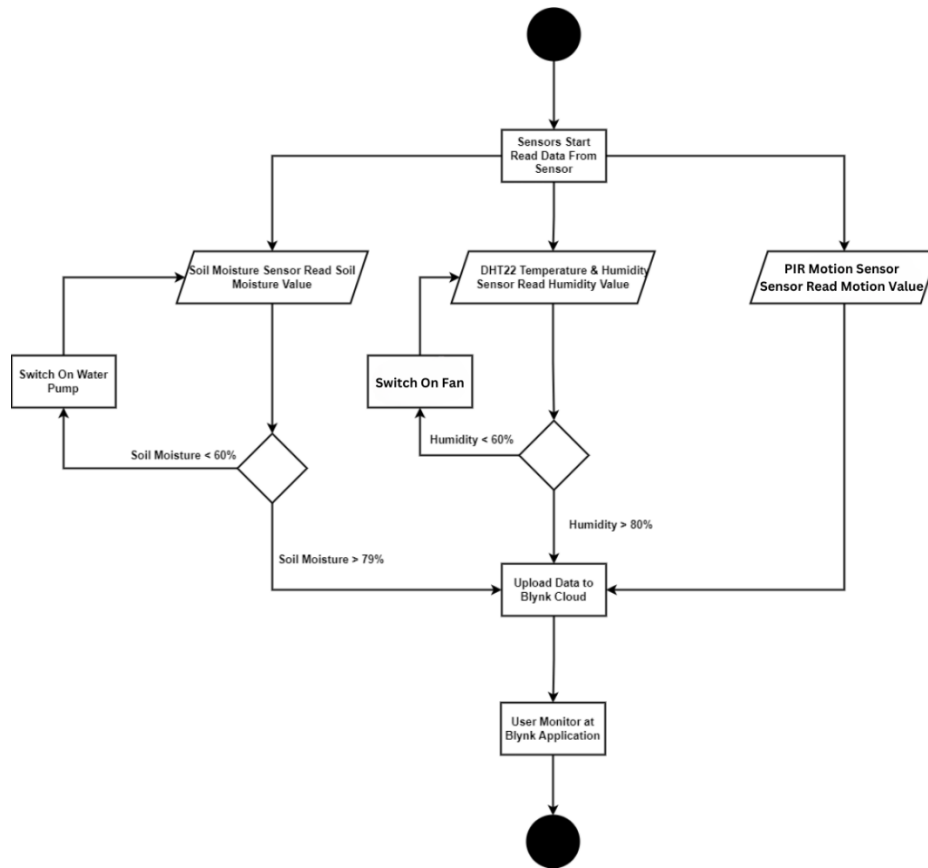 Sensors Start
Read Data From
Sensor
Soil Moisture Sensor Read Soil
Moisture Value
DHT22 Temperature & Humidity
Sensor Read Humidity Value
PIR Motion Sensor
Sensor Read Motion Value
Switch On Water
Pump
Switch On Fan
Soil Moisture < 60%
Humidity < 60%
Humidity > 80%
Soil Moisture > 79%
Upload Data to
Blynk Cloud
User Monitor at
Blynk Application